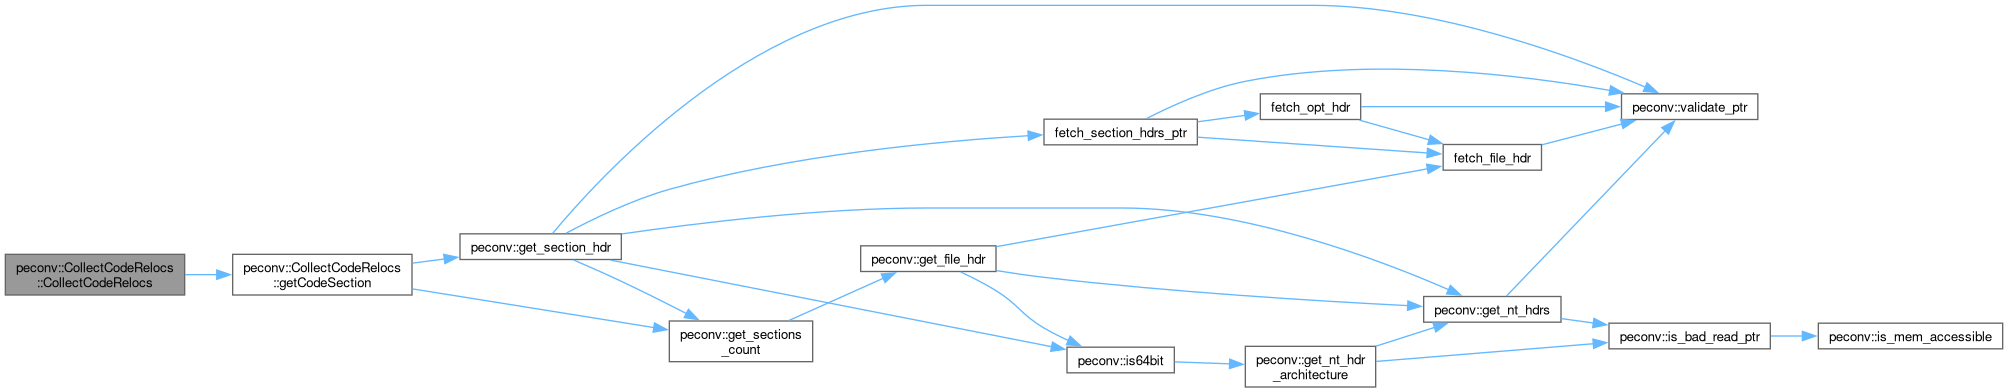 peconv::CollectCodeRelocs
::CollectCodeRelocs
peconv::CollectCodeRelocs
::getCodeSection
peconv::get_section_hdr
peconv::get_sections
_count
peconv::get_file_hdr
fetch_section_hdrs_ptr
peconv::is64bit
fetch_opt_hdr
peconv::get_nt_hdr
_architecture
fetch_file_hdr
peconv::get_nt_hdrs
peconv::validate_ptr
peconv::is_bad_read_ptr
peconv::is_mem_accessible